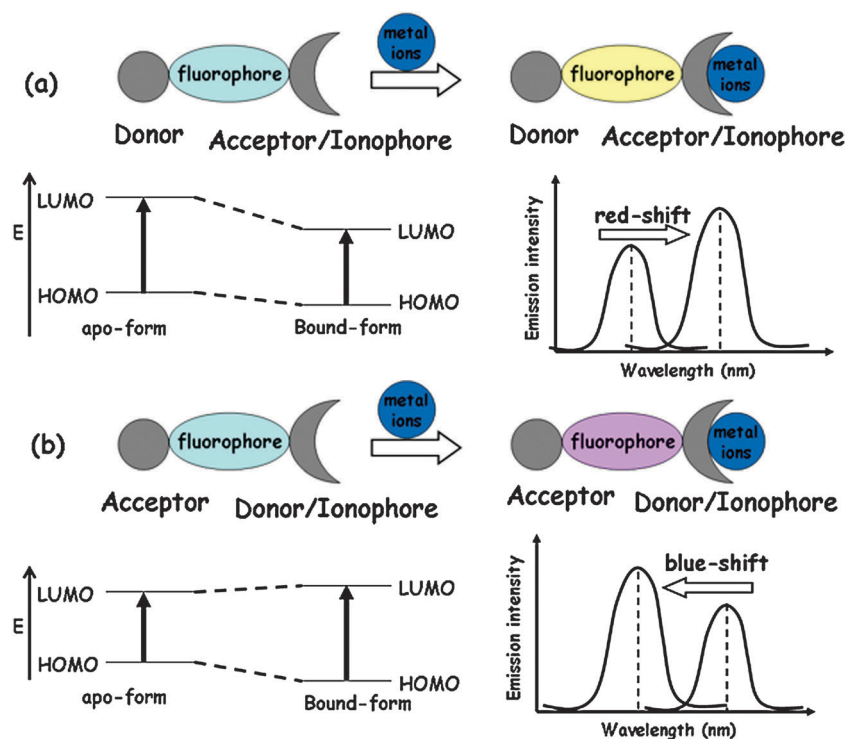 (a)
fluorophore
metal
ions
fluorophore
metal
ions
Donor
Acceptor/Ionophore
Donor
Acceptor/Ionophore
E
LUMO
LUMO
HOMO
HOMO
apo-form
Bound-form
Emission intensity
red-shift
Wavelength (nm)
(b)
fluorophore
metal
ions
fluorophore
metal
ions
Acceptor
Donor/Ionophore
Acceptor
Donor/Ionophore
E
LUMO
LUMO
HOMO
HOMO
apo-form
Bound-form
Emission intensity
blue-shift
Wavelength (nm)